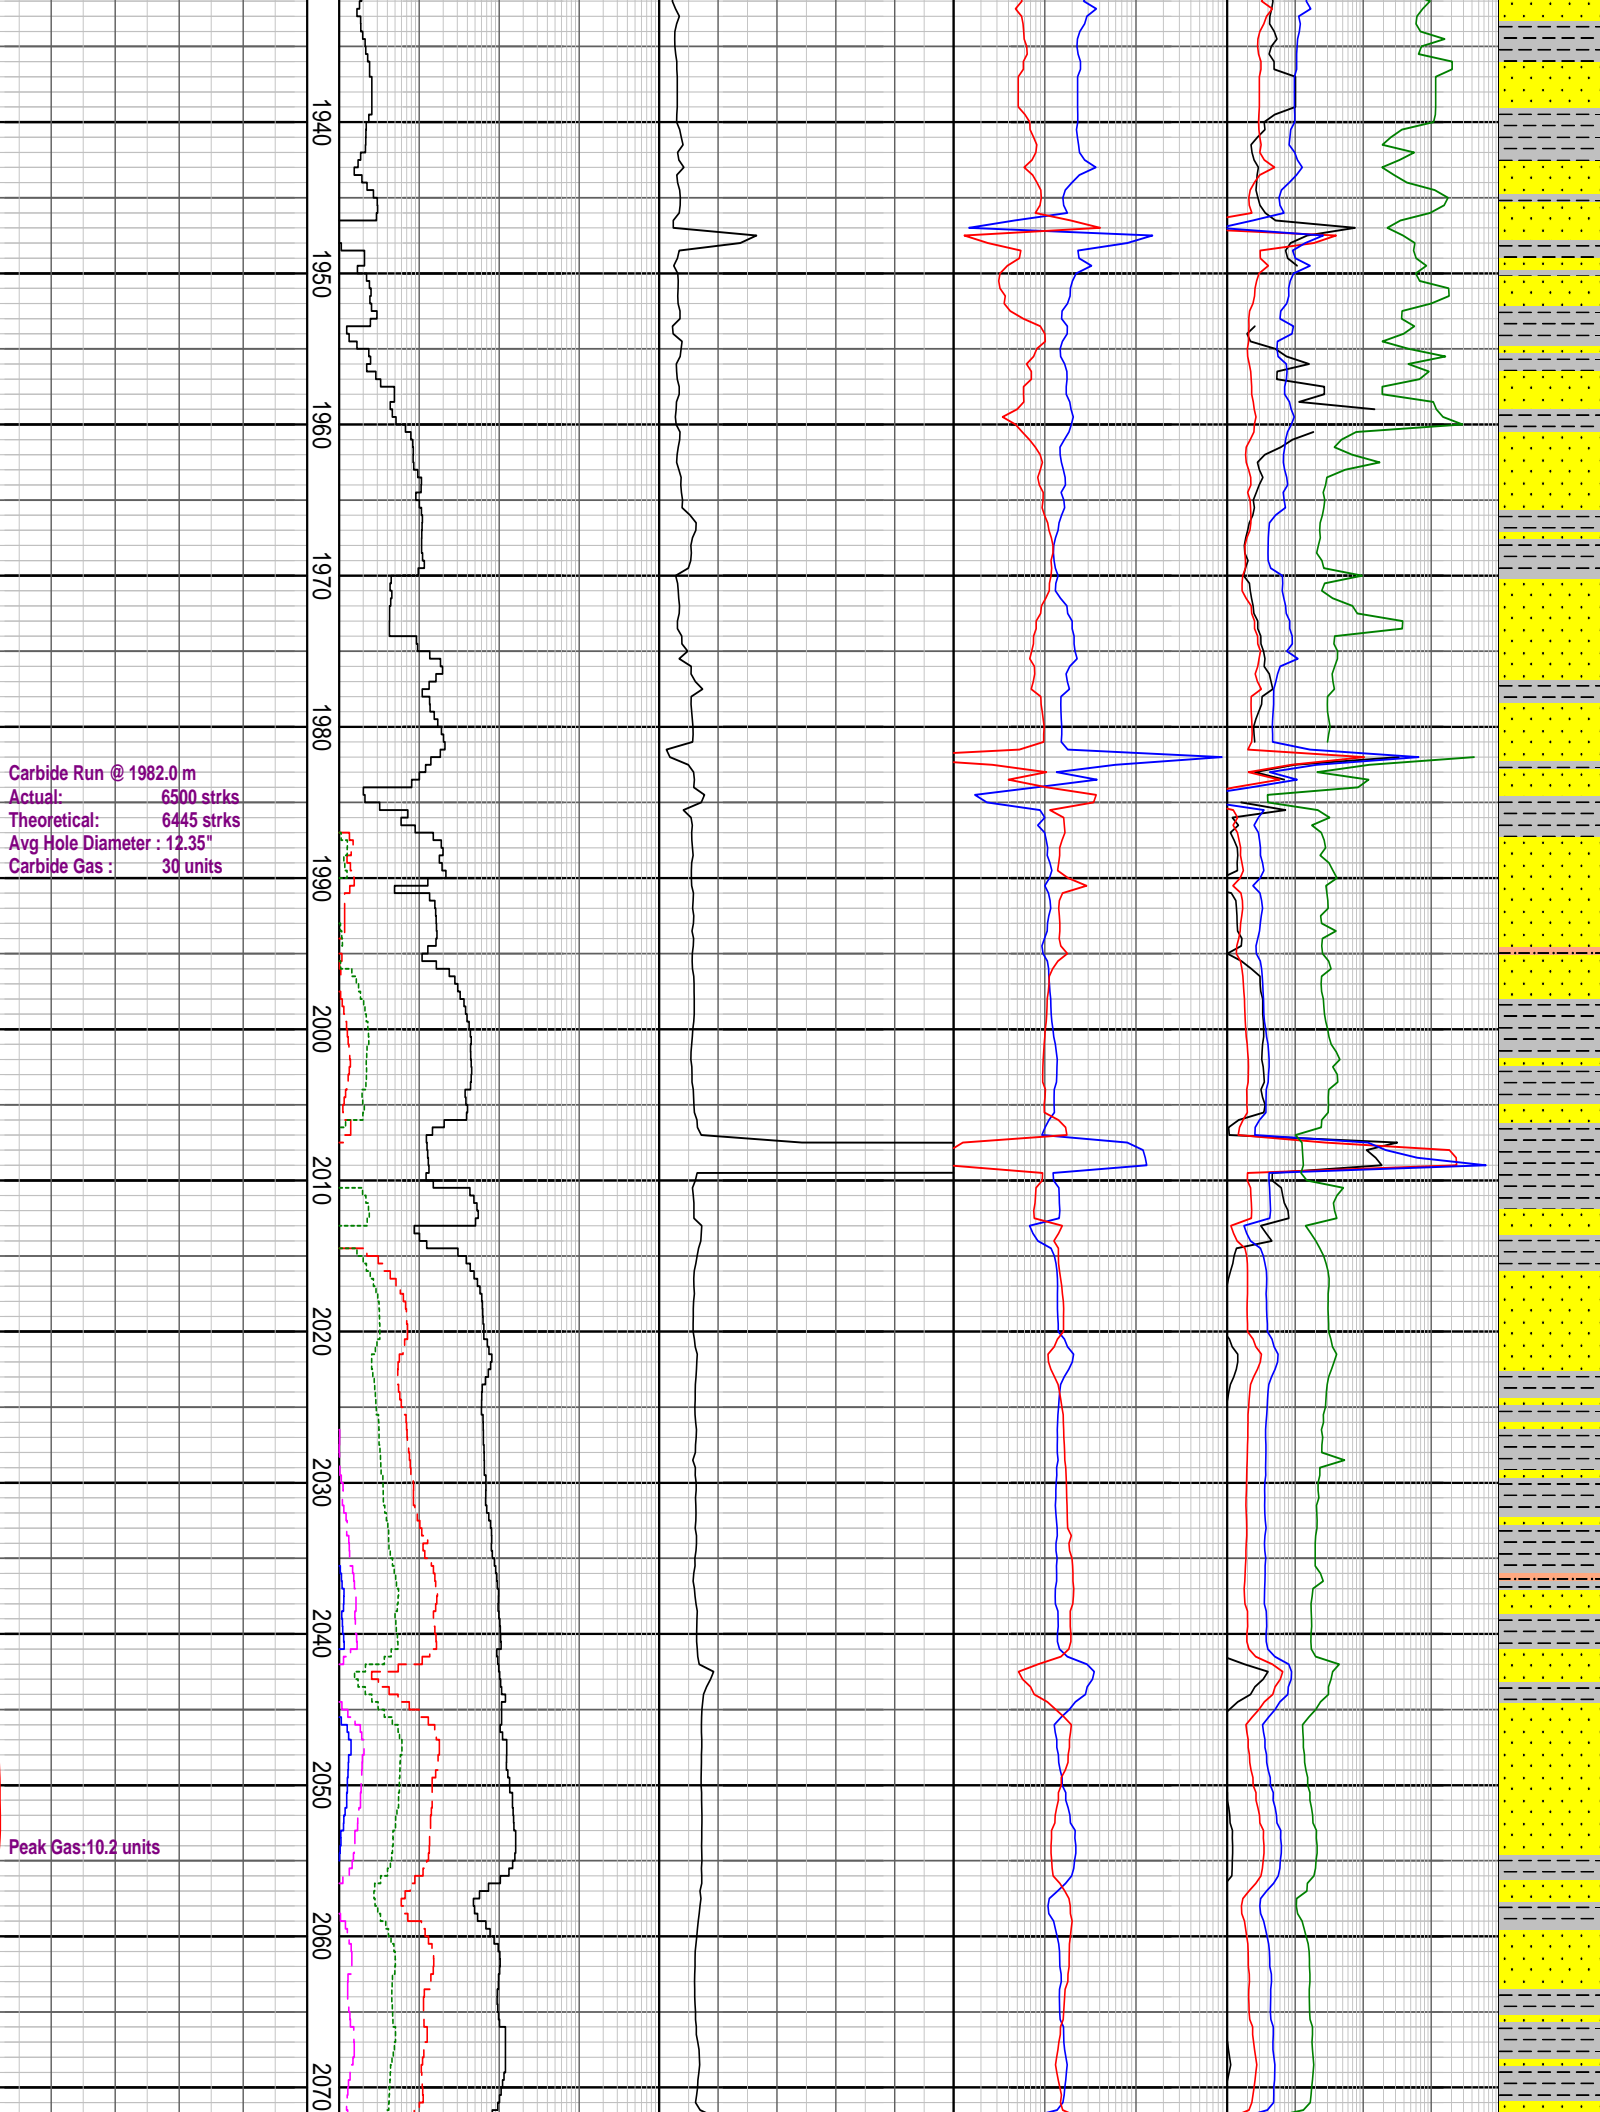 1940
1950
1960
1970
1980
Carbide Run @ 1982.0 m
Actual: 6500 strks
Theoretical: 6445 strks
Avg Hole Diameter : 12.35"
Carbide Gas : 30 units
1990
2000
2010
2020
2030
2040
2050
Peak Gas:10.2 units
2060
2070